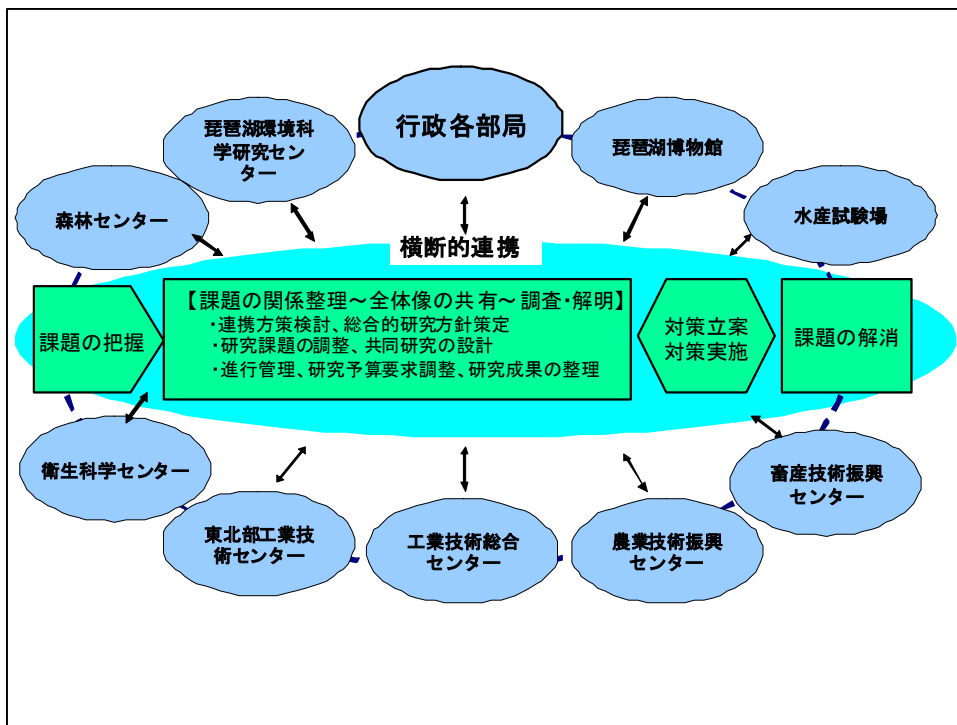 行政各部局
琵琶湖環境科
学研究セン
ター
琵琶湖博物館
森林センター
水産試験場
横断的連携
【課題の関係整理~全体像の共有~調査・解明】
・連携方策検討、総合的研究方針策定
・研究課題の調整、共同研究の設計
・進行管理、研究予算要求調整、研究成果の整理
課題の把握
対策立案
対策実施
課題の解消
衛生科学センター
畜産技術振興
センター
東北部工業技
術センター
工業技術総合
センター
農業技術振興
センター